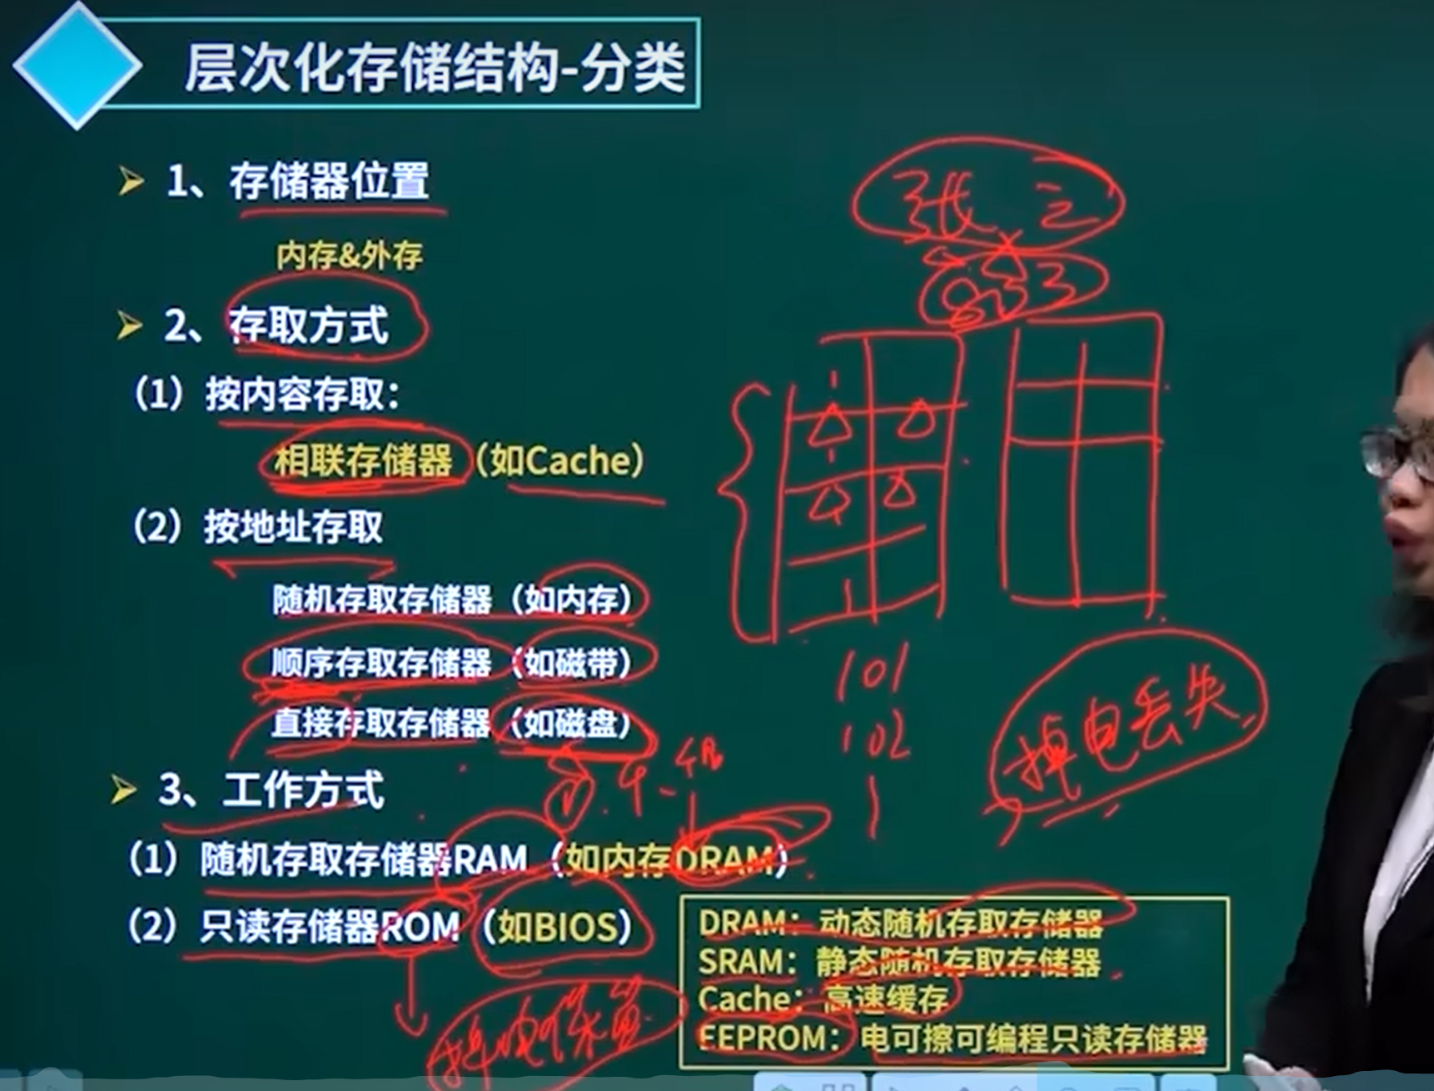 层次化存储结构-分类
1、存储器位置
内存&外存
2、存取方式
（1）按内容存取：
相联存储器（如Cache）
（2）按地址存取
随机存取存储器（如内存）
顺序存取存储器（如磁带）
直接存取存储器（如磁盘）
3、工作方式
（1）随机存取存储器RAM（如内存DRAM）
（2）只读存储器ROM（如BIOS）
DRAM：动态随机存取存储器
SRAM：静态随机存取存储器
Cache：高速缓存
EEPROM：电可擦可编程只读存储器
张三
833
101
102
掉电丢失
掉电保留